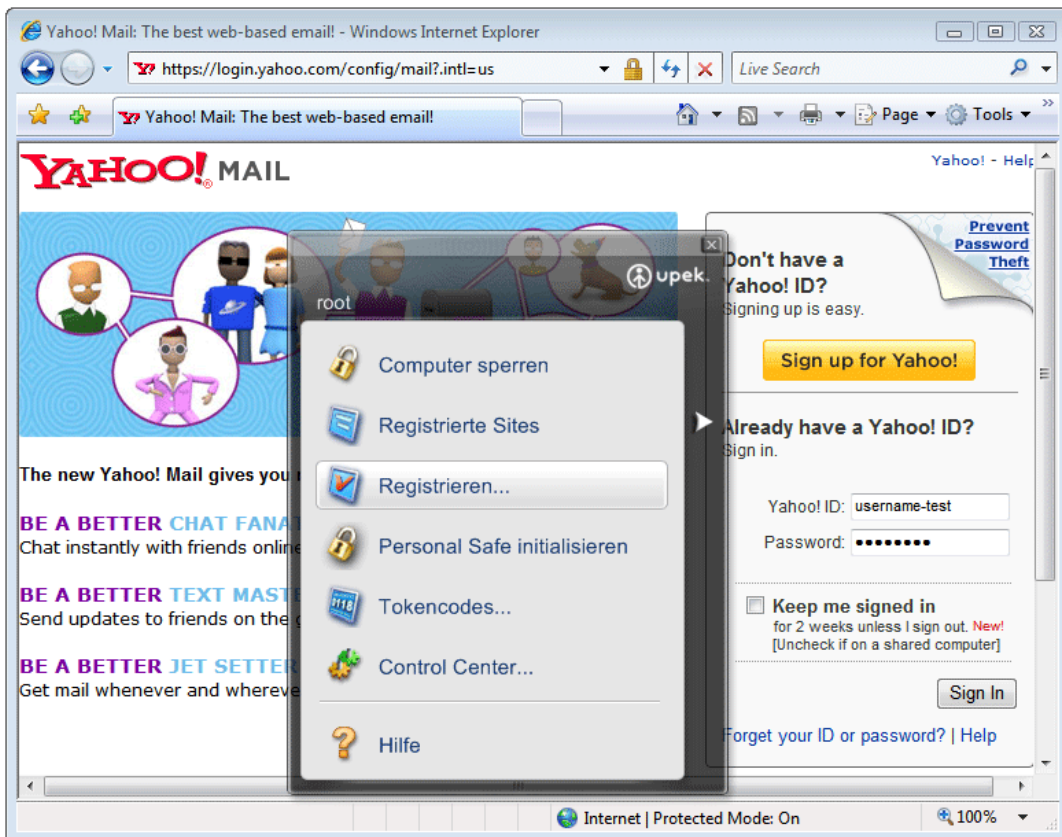 Yahoo! Mail: The best web-based email! - Windows Internet Explorer
https://login.yahoo.com/config/mail?.intl=us
Live Search
Yahoo! Mail: The best web-based email!
Page
Tools
YAHOO! MAIL
Yahoo! - Help
Prevent
Password
Theft
Don't have a
Yahoo! ID?
Signing up is easy.
Sign up for Yahoo!
Already have a Yahoo! ID?
Sign in.
Yahoo! ID: username-test
Password: ••••••••
Keep me signed in
for 2 weeks unless I sign out. New!
[Uncheck if on a shared computer]
Sign In
Forget your ID or password? | Help
The new Yahoo! Mail gives you
BE A BETTER CHAT FANA
Chat instantly with friends online
BE A BETTER TEXT MAST
Send updates to friends on the
BE A BETTER JET SETTER
Get mail whenever and whereve
upek
root
Computer sperren
Registrierte Sites
Registrieren...
Personal Safe initialisieren
Tokencodes...
Control Center...
Hilfe
Internet | Protected Mode: On
100%